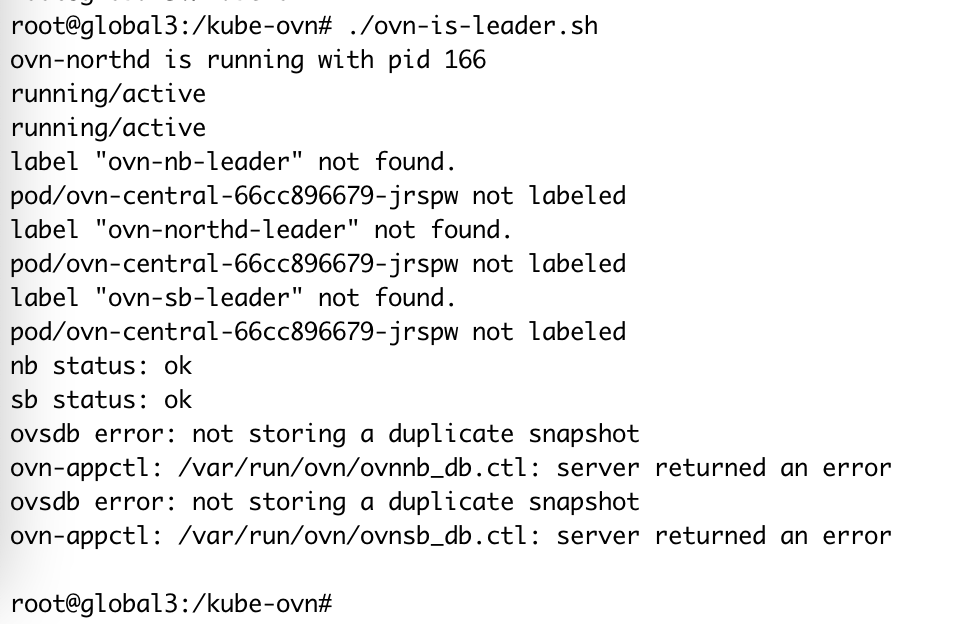 root@global3:/kube-ovn# ./ovn-is-leader.sh
ovn-northd is running with pid 166
running/active
running/active
label "ovn-nb-leader" not found.
pod/ovn-central-66cc896679-jrspw not labeled
label "ovn-northd-leader" not found.
pod/ovn-central-66cc896679-jrspw not labeled
label "ovn-sb-leader" not found.
pod/ovn-central-66cc896679-jrspw not labeled
nb status: ok
sb status: ok
ovsdb error: not storing a duplicate snapshot
ovn-appctl: /var/run/ovn/ovnnb_db.ctl: server returned an error
ovsdb error: not storing a duplicate snapshot
ovn-appctl: /var/run/ovn/ovnsb_db.ctl: server returned an error
root@global3:/kube-ovn#